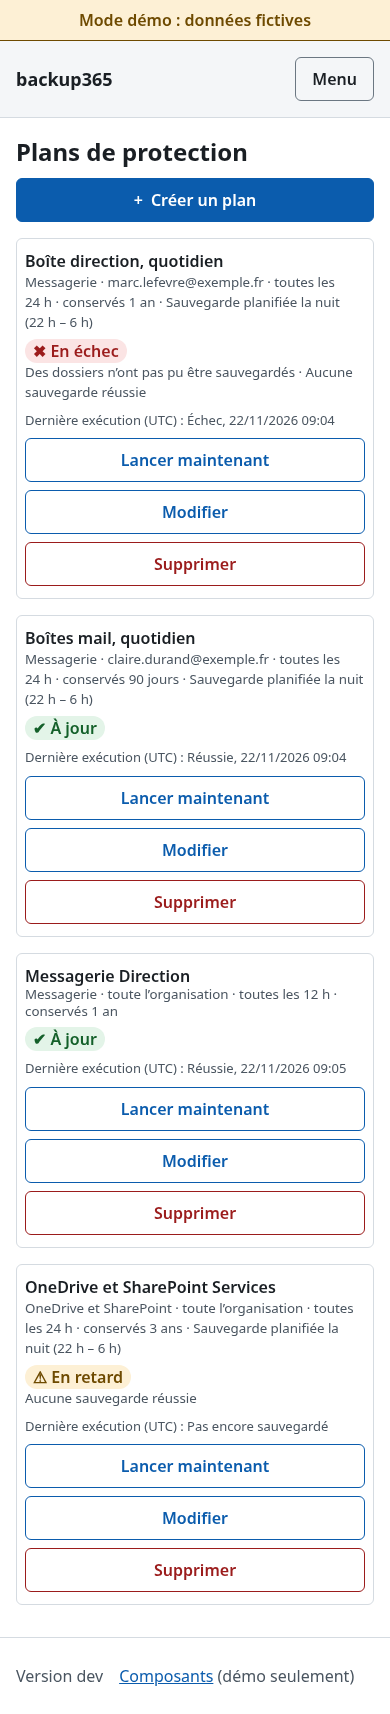 Mode démo : données fictives
backup365
Menu
Plans de protection
+ Créer un plan
Boîte direction, quotidien
Messagerie · marc.lefevre@exemple.fr · toutes les
24 h · conservés 1 an · Sauvegarde planifiée la nuit
(22 h – 6 h)
✖ En échec
Des dossiers n’ont pas pu être sauvegardés · Aucune
sauvegarde réussie
Dernière exécution (UTC) : Échec, 22/11/2026 09:04
Lancer maintenant
Modifier
Supprimer
Boîtes mail, quotidien
Messagerie · claire.durand@exemple.fr · toutes les
24 h · conservés 90 jours · Sauvegarde planifiée la nuit
(22 h – 6 h)
✔ À jour
Dernière exécution (UTC) : Réussie, 22/11/2026 09:04
Lancer maintenant
Modifier
Supprimer
Messagerie Direction
Messagerie · toute l’organisation · toutes les 12 h ·
conservés 1 an
✔ À jour
Dernière exécution (UTC) : Réussie, 22/11/2026 09:05
Lancer maintenant
Modifier
Supprimer
OneDrive et SharePoint Services
OneDrive et SharePoint · toute l’organisation · toutes
les 24 h · conservés 3 ans · Sauvegarde planifiée la
nuit (22 h – 6 h)
⚠ En retard
Aucune sauvegarde réussie
Dernière exécution (UTC) : Pas encore sauvegardé
Lancer maintenant
Modifier
Supprimer
Version dev Composants (démo seulement)